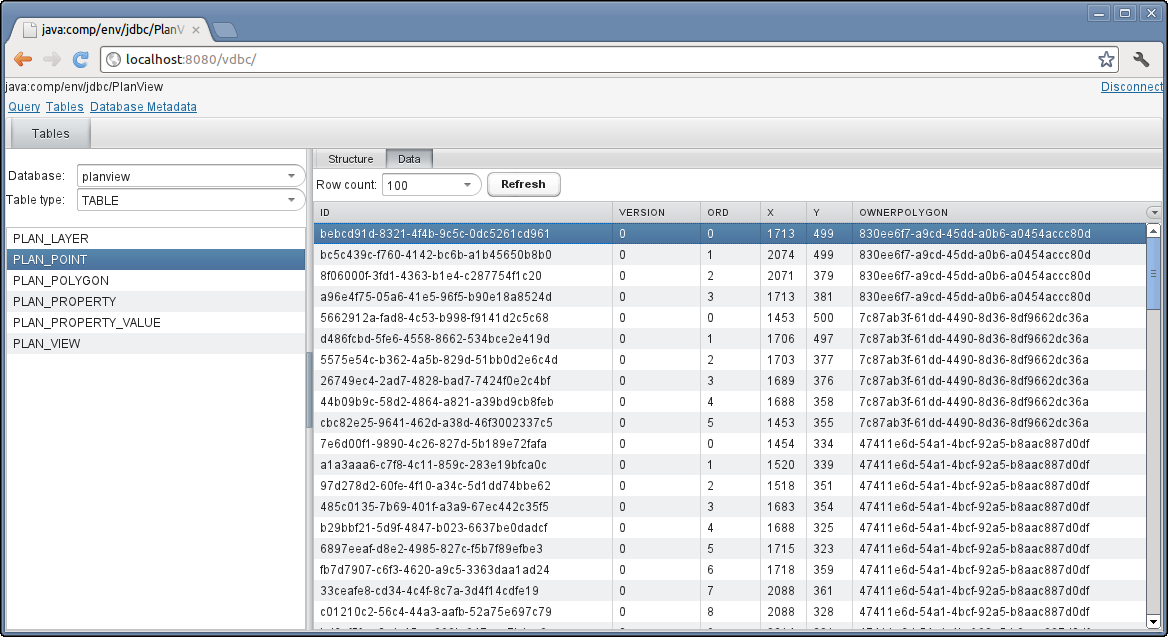 java:comp/env/jdbc/PlanV
localhost:8080/vdbc/
java:comp/env/jdbc/PlanView Disconnect
Query Tables Database Metadata
Tables
Database: planview
Table type: TABLE
PLAN_LAYER
PLAN_POINT
PLAN_POLYGON
PLAN_PROPERTY
PLAN_PROPERTY_VALUE
PLAN_VIEW
Structure Data
Row count: 100 Refresh
ID VERSION ORD X Y OWNERPOLYGON
bebcd91d-8321-4f4b-9c5c-0dc5261cd961 0 0 1713 499 830ee6f7-a9cd-45dd-a0b6-a0454accc80d
bc5c439c-f760-4142-bc6b-a1b45650b8b0 0 1 2074 499 830ee6f7-a9cd-45dd-a0b6-a0454accc80d
8f06000f-3fd1-4363-b1e4-c287754f1c20 0 2 2071 379 830ee6f7-a9cd-45dd-a0b6-a0454accc80d
a96e4f75-05a6-41e5-96f5-b90e18a8524d 0 3 1713 381 830ee6f7-a9cd-45dd-a0b6-a0454accc80d
5662912a-fad8-4c53-b998-f9141d2c5c68 0 0 1453 500 7c87ab3f-61dd-4490-8d36-8df9662dc36a
d486fcbd-5fe6-4558-8662-534bce2e419d 0 1 1706 497 7c87ab3f-61dd-4490-8d36-8df9662dc36a
5575e54c-b362-4a5b-829d-51bb0d2e6c4d 0 2 1703 377 7c87ab3f-61dd-4490-8d36-8df9662dc36a
26749ec4-2ad7-4828-bad7-7424f0e2c4bf 0 3 1689 376 7c87ab3f-61dd-4490-8d36-8df9662dc36a
44b09b9c-58d2-4864-a821-a39bd9cb8feb 0 4 1688 358 7c87ab3f-61dd-4490-8d36-8df9662dc36a
cbc82e25-9641-462d-a38d-46f3002337c5 0 5 1453 355 7c87ab3f-61dd-4490-8d36-8df9662dc36a
7e6d00f1-9890-4c26-827d-5b189e72fafa 0 0 1454 334 47411e6d-54a1-4bcf-92a5-b8aac887d0df
a1a3aaa6-c7f8-4c11-859c-283e19bfca0c 0 1 1520 339 47411e6d-54a1-4bcf-92a5-b8aac887d0df
97d278d2-60fe-4f10-a34c-5d1dd74bbe62 0 2 1518 351 47411e6d-54a1-4bcf-92a5-b8aac887d0df
485c0135-7b69-401f-a3a9-67ec442c35f5 0 3 1683 354 47411e6d-54a1-4bcf-92a5-b8aac887d0df
b29bbf21-5d9f-4847-b023-6637be0dadcf 0 4 1688 325 47411e6d-54a1-4bcf-92a5-b8aac887d0df
6897eeaf-d8e2-4985-827c-f5b7f89efbe3 0 5 1715 323 47411e6d-54a1-4bcf-92a5-b8aac887d0df
fb7d7907-c6f3-4620-a9c5-3363daa1ad24 0 6 1718 359 47411e6d-54a1-4bcf-92a5-b8aac887d0df
33ceafe8-cd34-4c4f-8c7a-3d4f14cdfe19 0 7 2088 361 47411e6d-54a1-4bcf-92a5-b8aac887d0df
c01210c2-56c4-44a3-aafb-52a75e697c79 0 8 2088 328 47411e6d-54a1-4bcf-92a5-b8aac887d0df